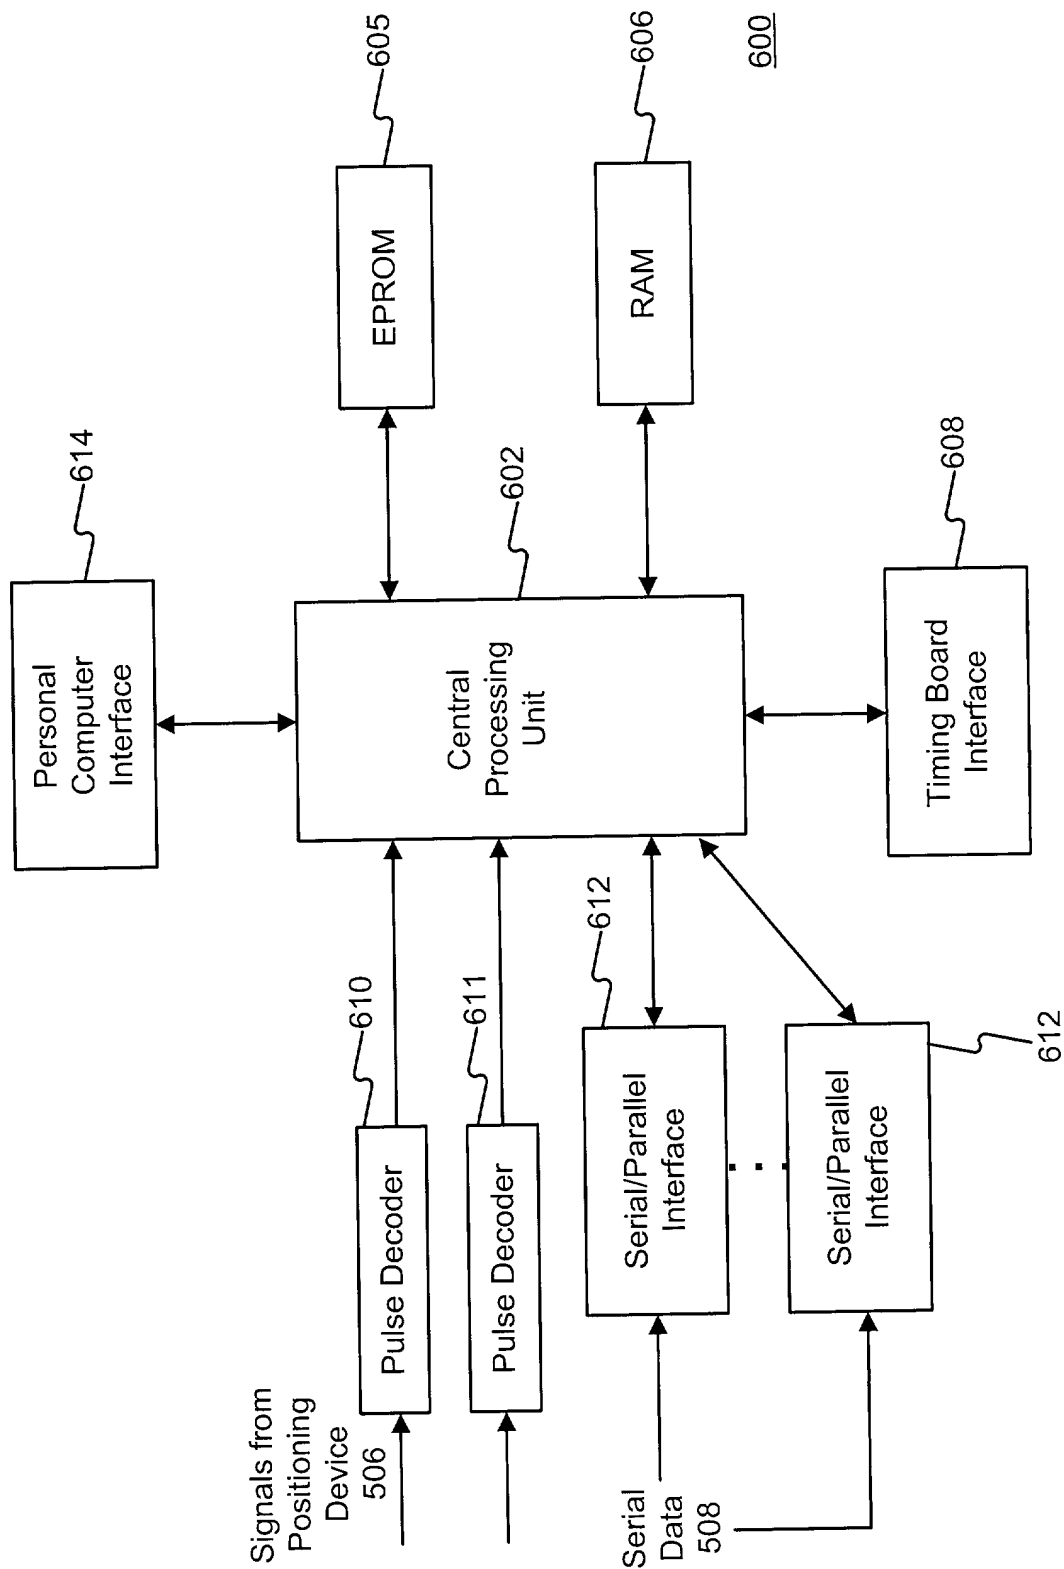 Personal
Computer
Interface
614
EPROM
605
RAM
606
600
Central
Processing
Unit
602
Timing Board
Interface
608
Signals from
Positioning
Device
506
Pulse Decoder
610
Pulse Decoder
611
Serial
Data
508
Serial/Parallel
Interface
612
Serial/Parallel
Interface
612